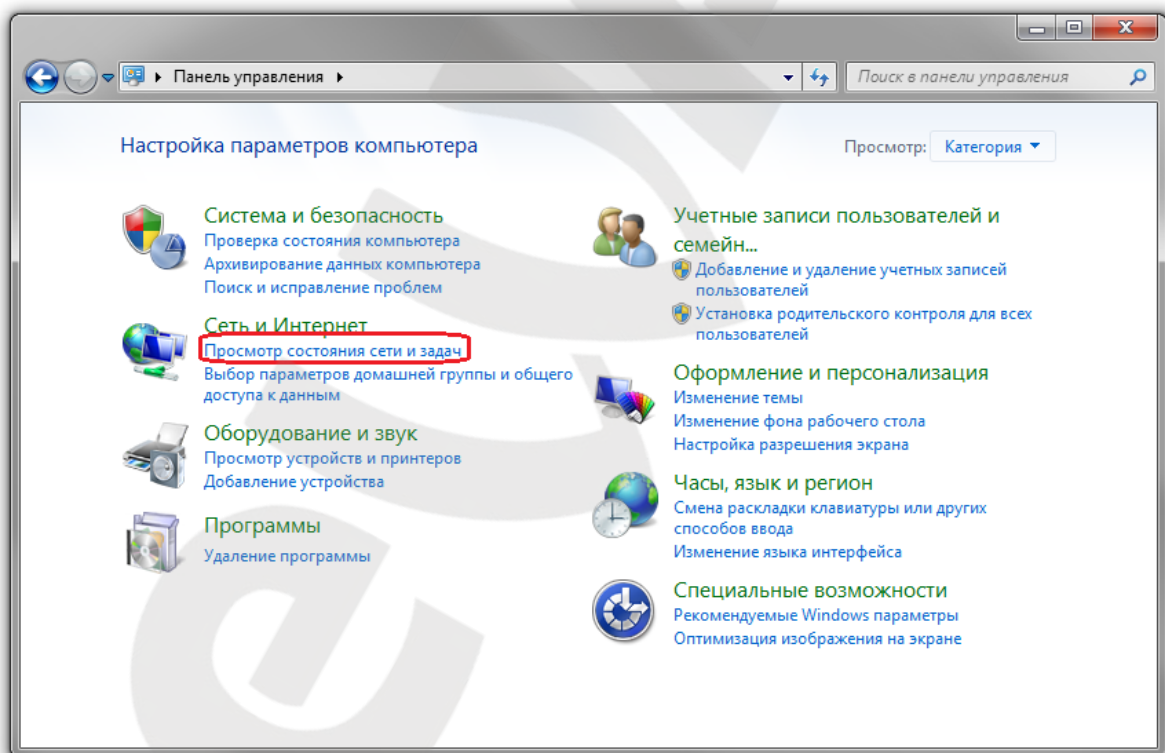 Панель управления
Поиск в панели управления
Настройка параметров компьютера
Просмотр: Категория
Система и безопасность
Проверка состояния компьютера
Архивирование данных компьютера
Поиск и исправление проблем
Сеть и Интернет
Просмотр состояния сети и задач
Выбор параметров домашней группы и общего
доступа к данным
Оборудование и звук
Просмотр устройств и принтеров
Добавление устройства
Программы
Удаление программы
Учетные записи пользователей и
семейн...
Добавление и удаление учетных записей
пользователей
Установка родительского контроля для всех
пользователей
Оформление и персонализация
Изменение темы
Изменение фона рабочего стола
Настройка разрешения экрана
Часы, язык и регион
Смена раскладки клавиатуры или других
способов ввода
Изменение языка интерфейса
Специальные возможности
Рекомендуемые Windows параметры
Оптимизация изображения на экране